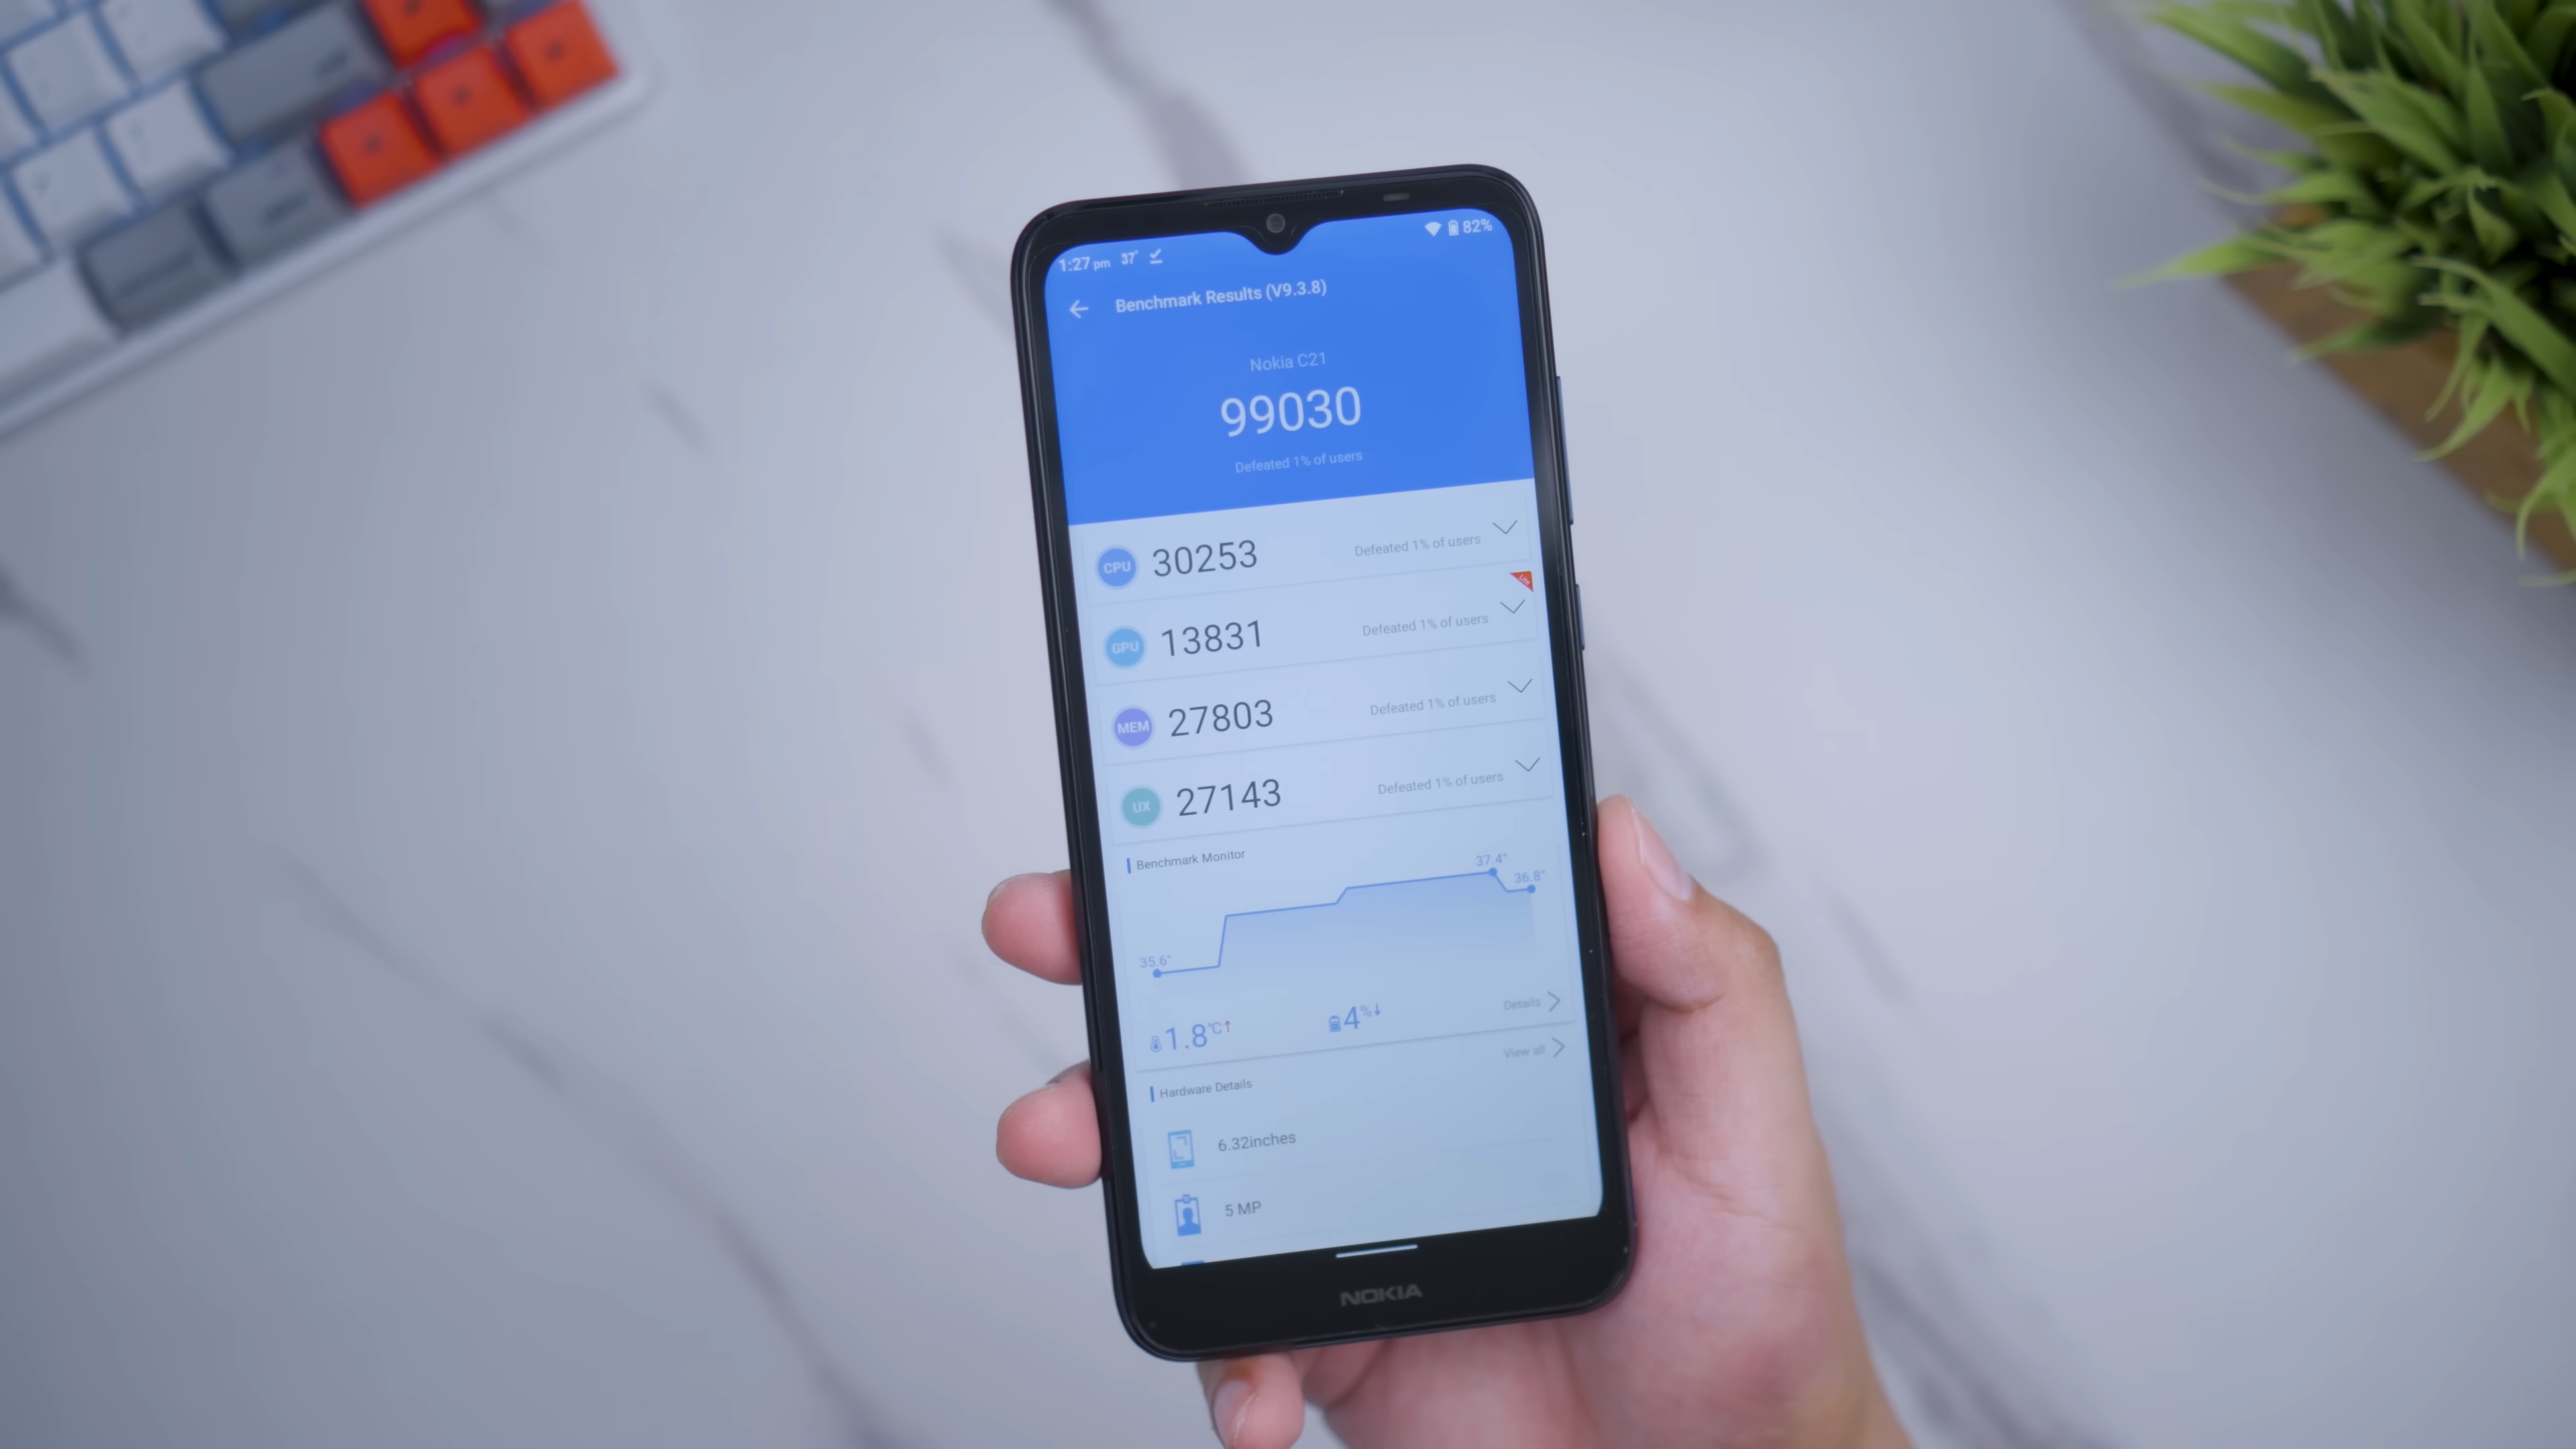 1:27 pm 37° 82%
Benchmark Results (V9.3.8)
Nokia C21
99030
Defeated 1% of users
CPU 30253 Defeated 1% of users
GPU 13831 Defeated 1% of users
MEM 27803 Defeated 1% of users
UX 27143 Defeated 1% of users
Benchmark Monitor
37.4°
36.8°
35.6°
1.8°C↑ 4%↓ Details
View all
Hardware Details
6.32inches
5 MP
NOKIA